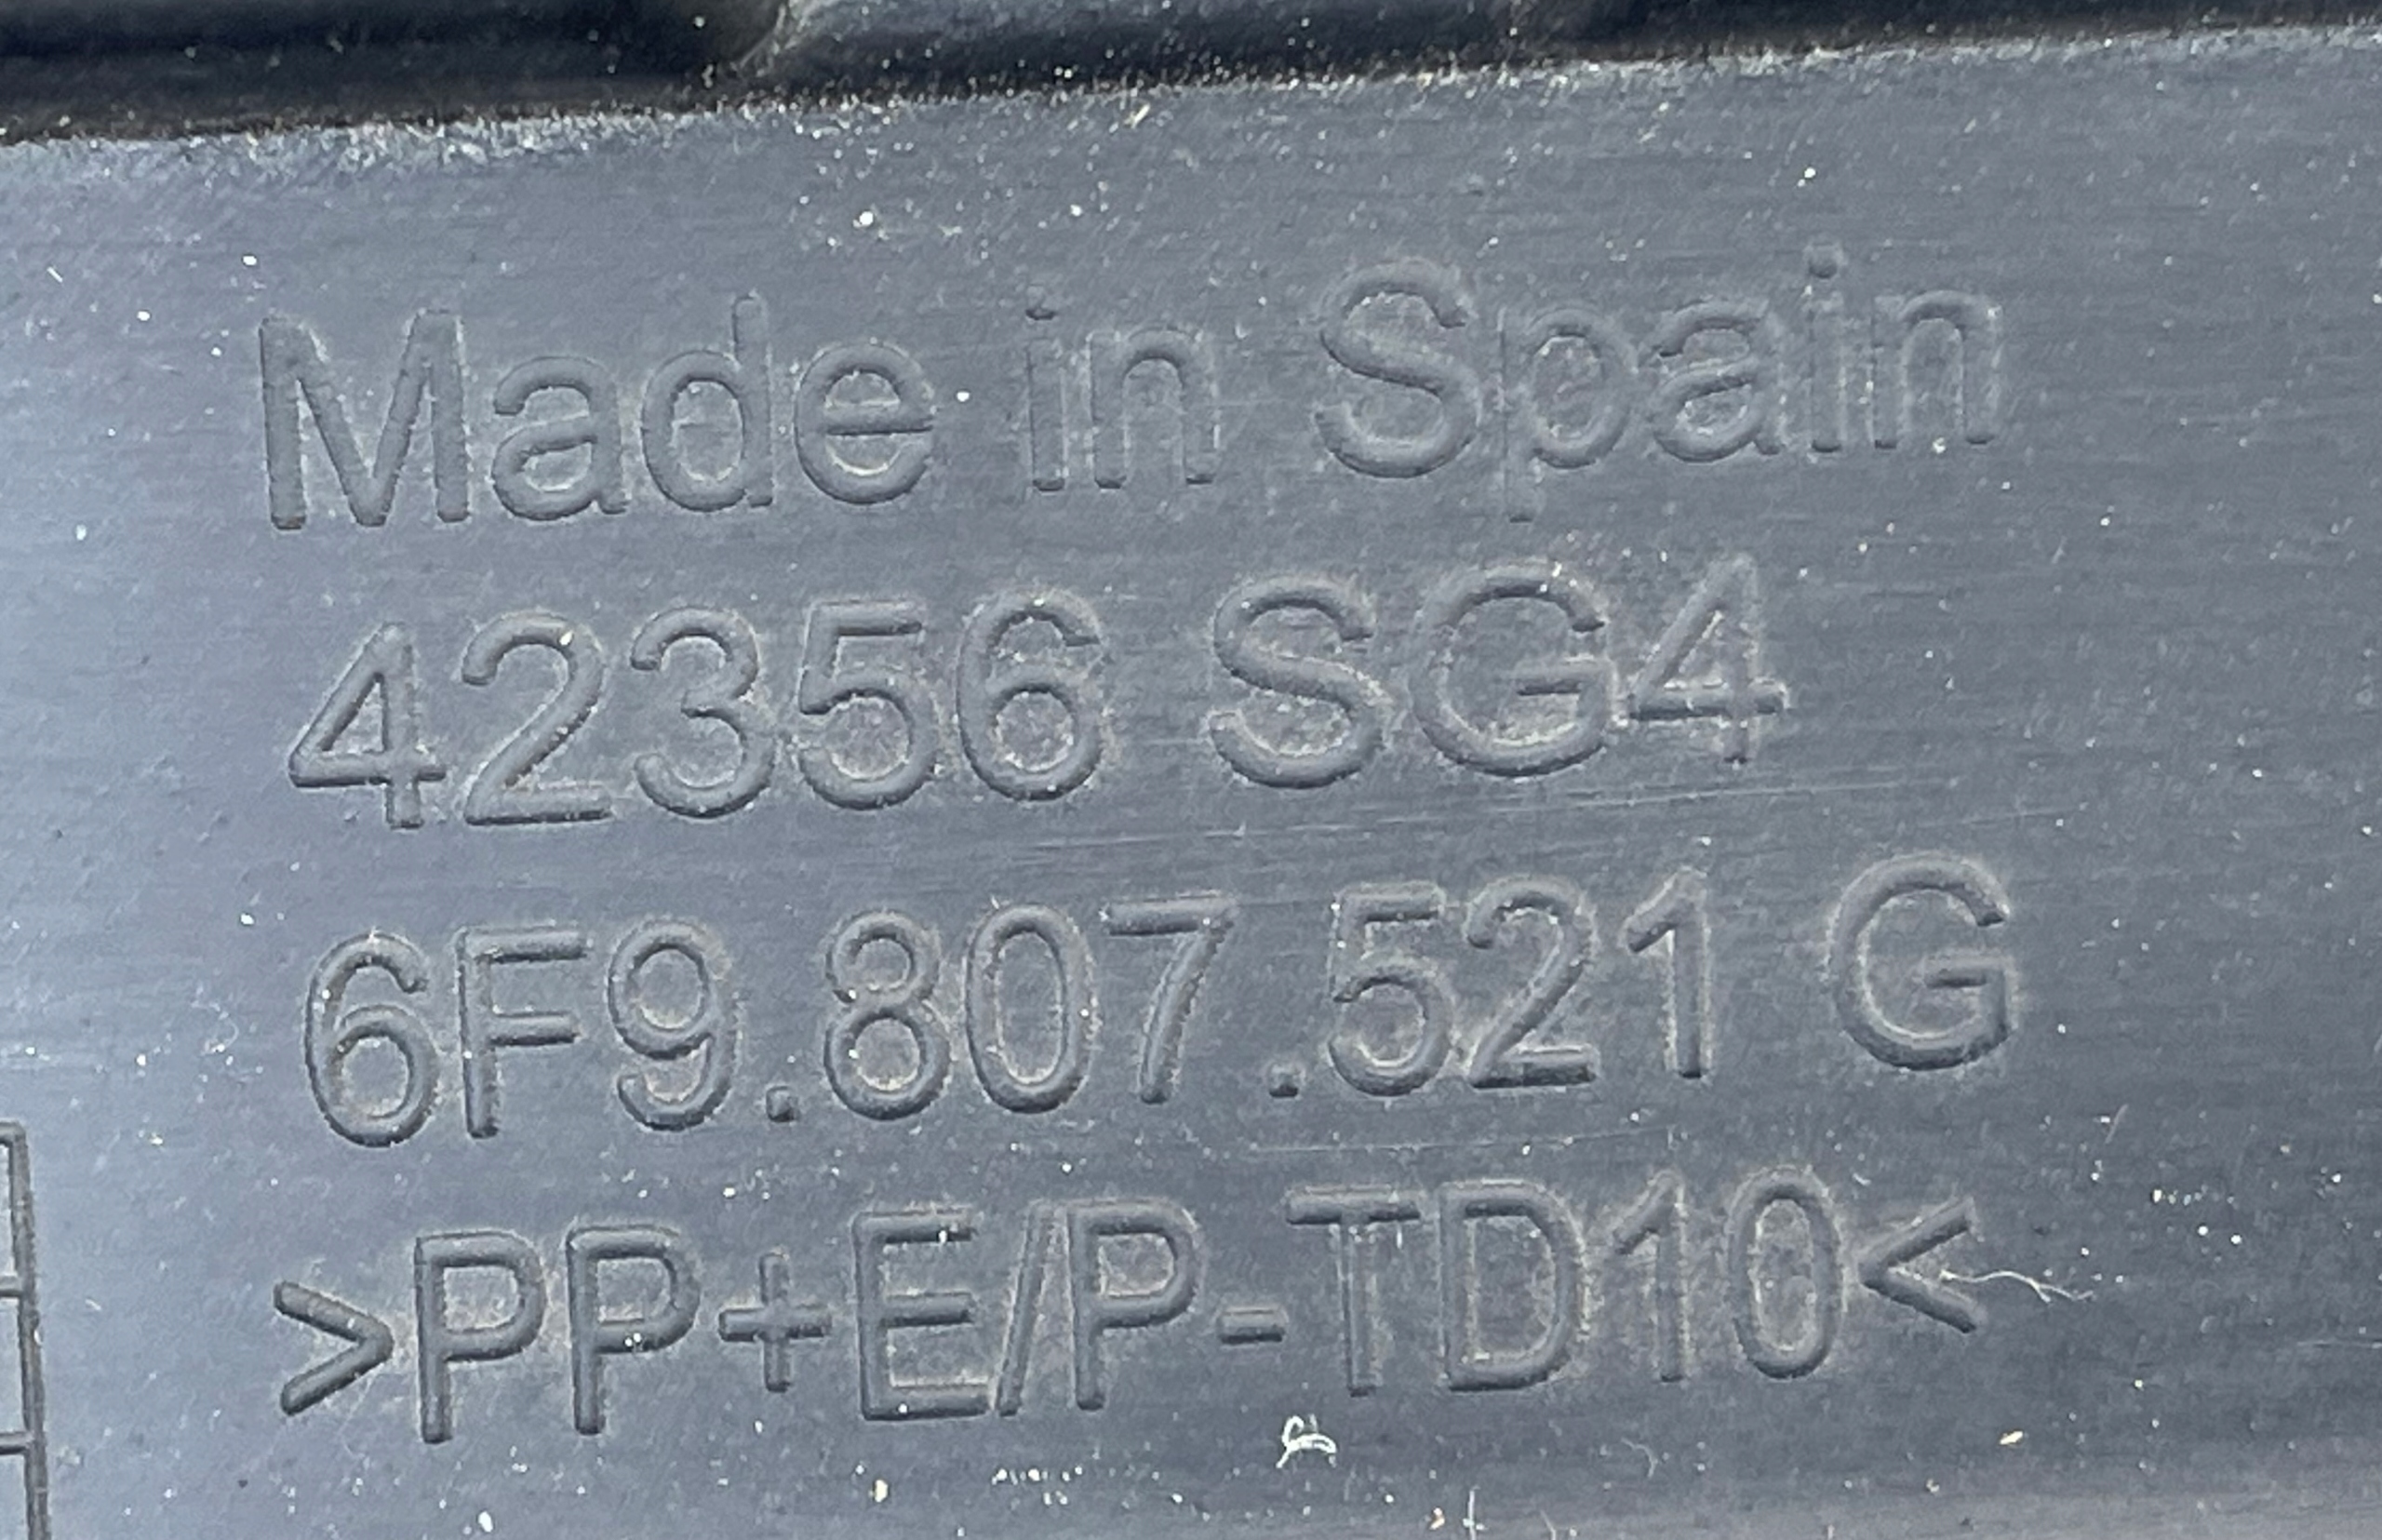 Made in Spain
42356 SG4
6F9.807.521 G
>PP+E/P-TD10<